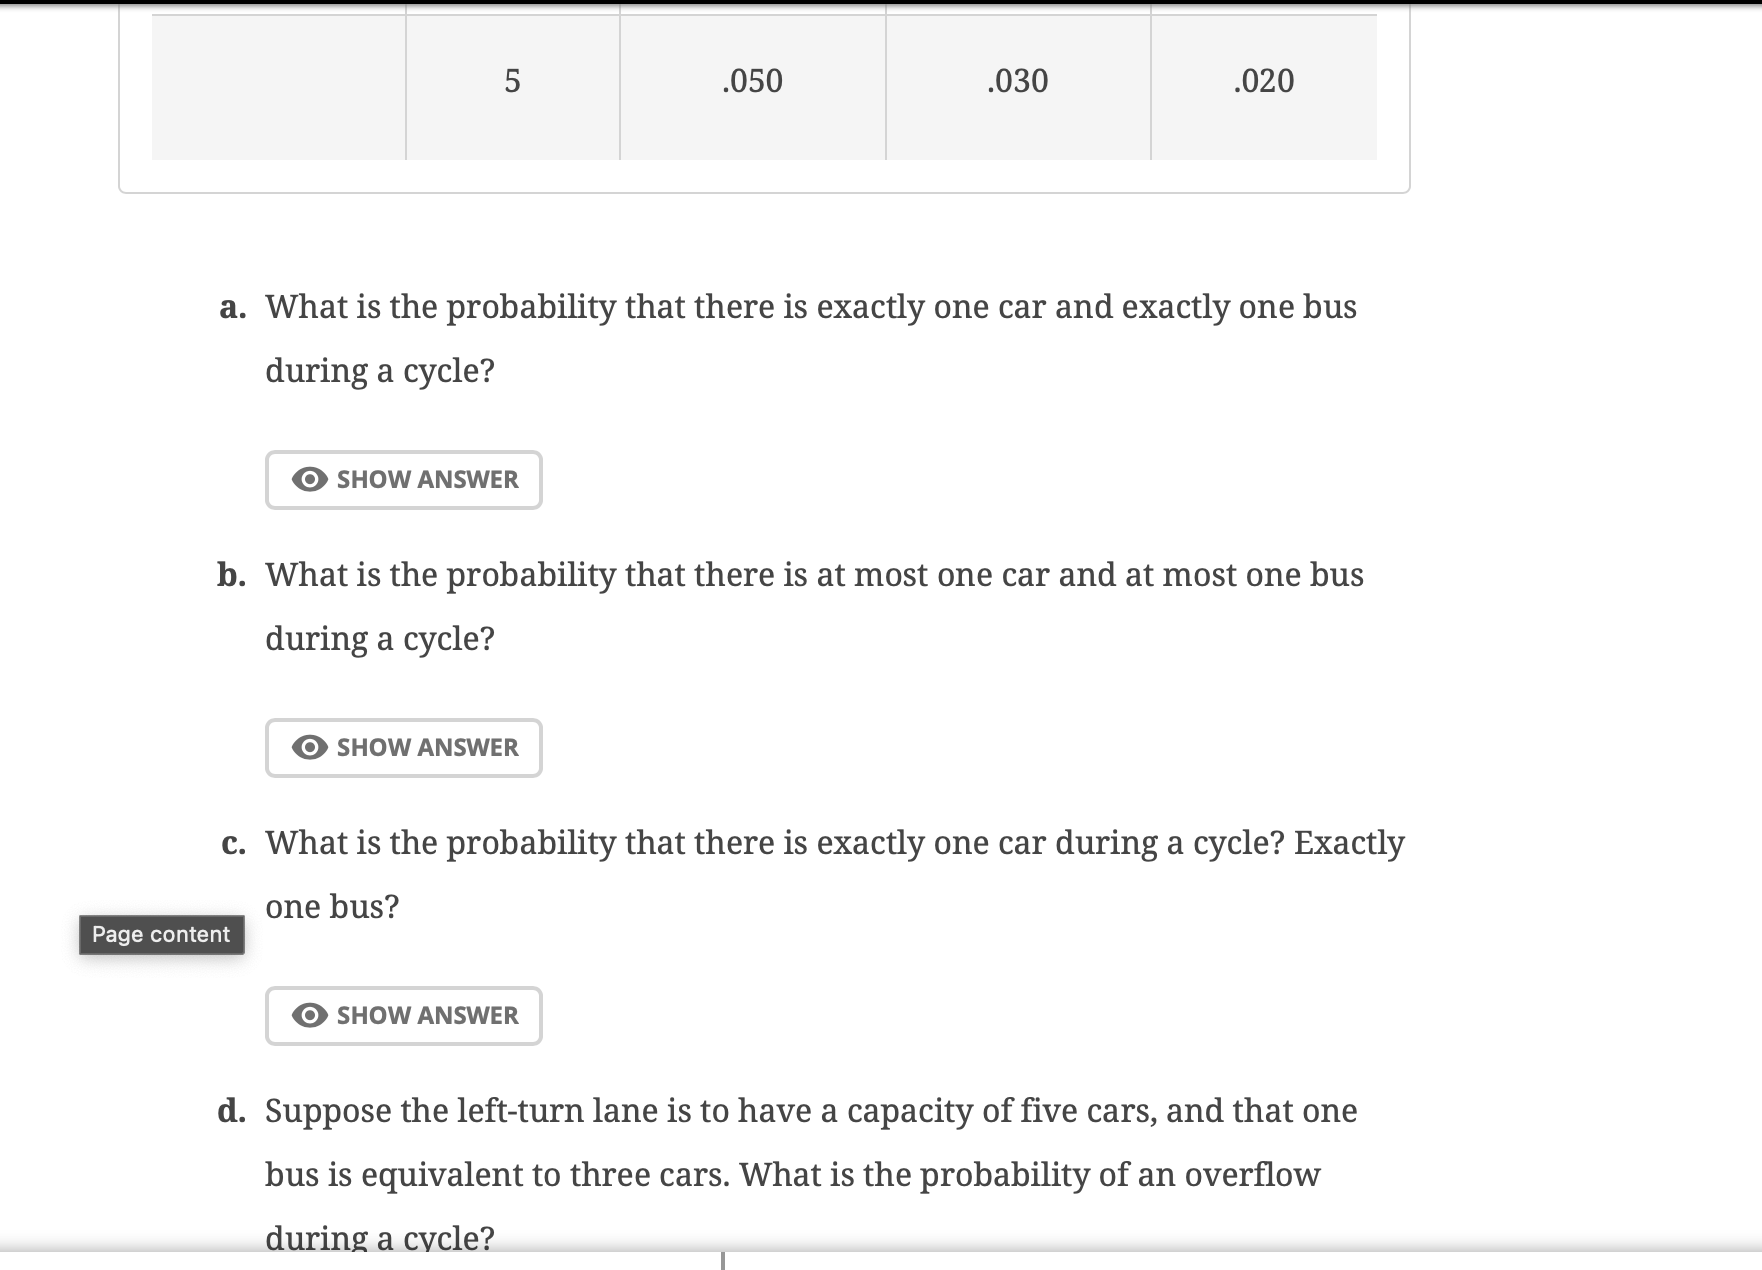 5 .050 .030 .020
a. What is the probability that there is exactly one car and exactly one bus
during a cycle?
SHOW ANSWER
b. What is the probability that there is at most one car and at most one bus
during a cycle?
SHOW ANSWER
c. What is the probability that there is exactly one car during a cycle? Exactly
one bus?
Page content
SHOW ANSWER
d. Suppose the left-turn lane is to have a capacity of five cars, and that one
bus is equivalent to three cars. What is the probability of an overflow
during a cycle?